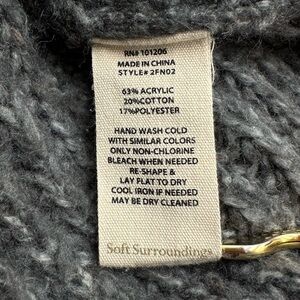 RN# 101206
MADE IN CHINA
STYLE# 2FN02
63% ACRYLIC
20%COTTON
17%POLYESTER
HAND WASH COLD
WITH SIMILAR COLORS
ONLY NON-CHLORINE
BLEACH WHEN NEEDED
RE-SHAPE &
LAY FLAT TO DRY
COOL IRON IF NEEDED
MAY BE DRY CLEANED
Soft Surroundings